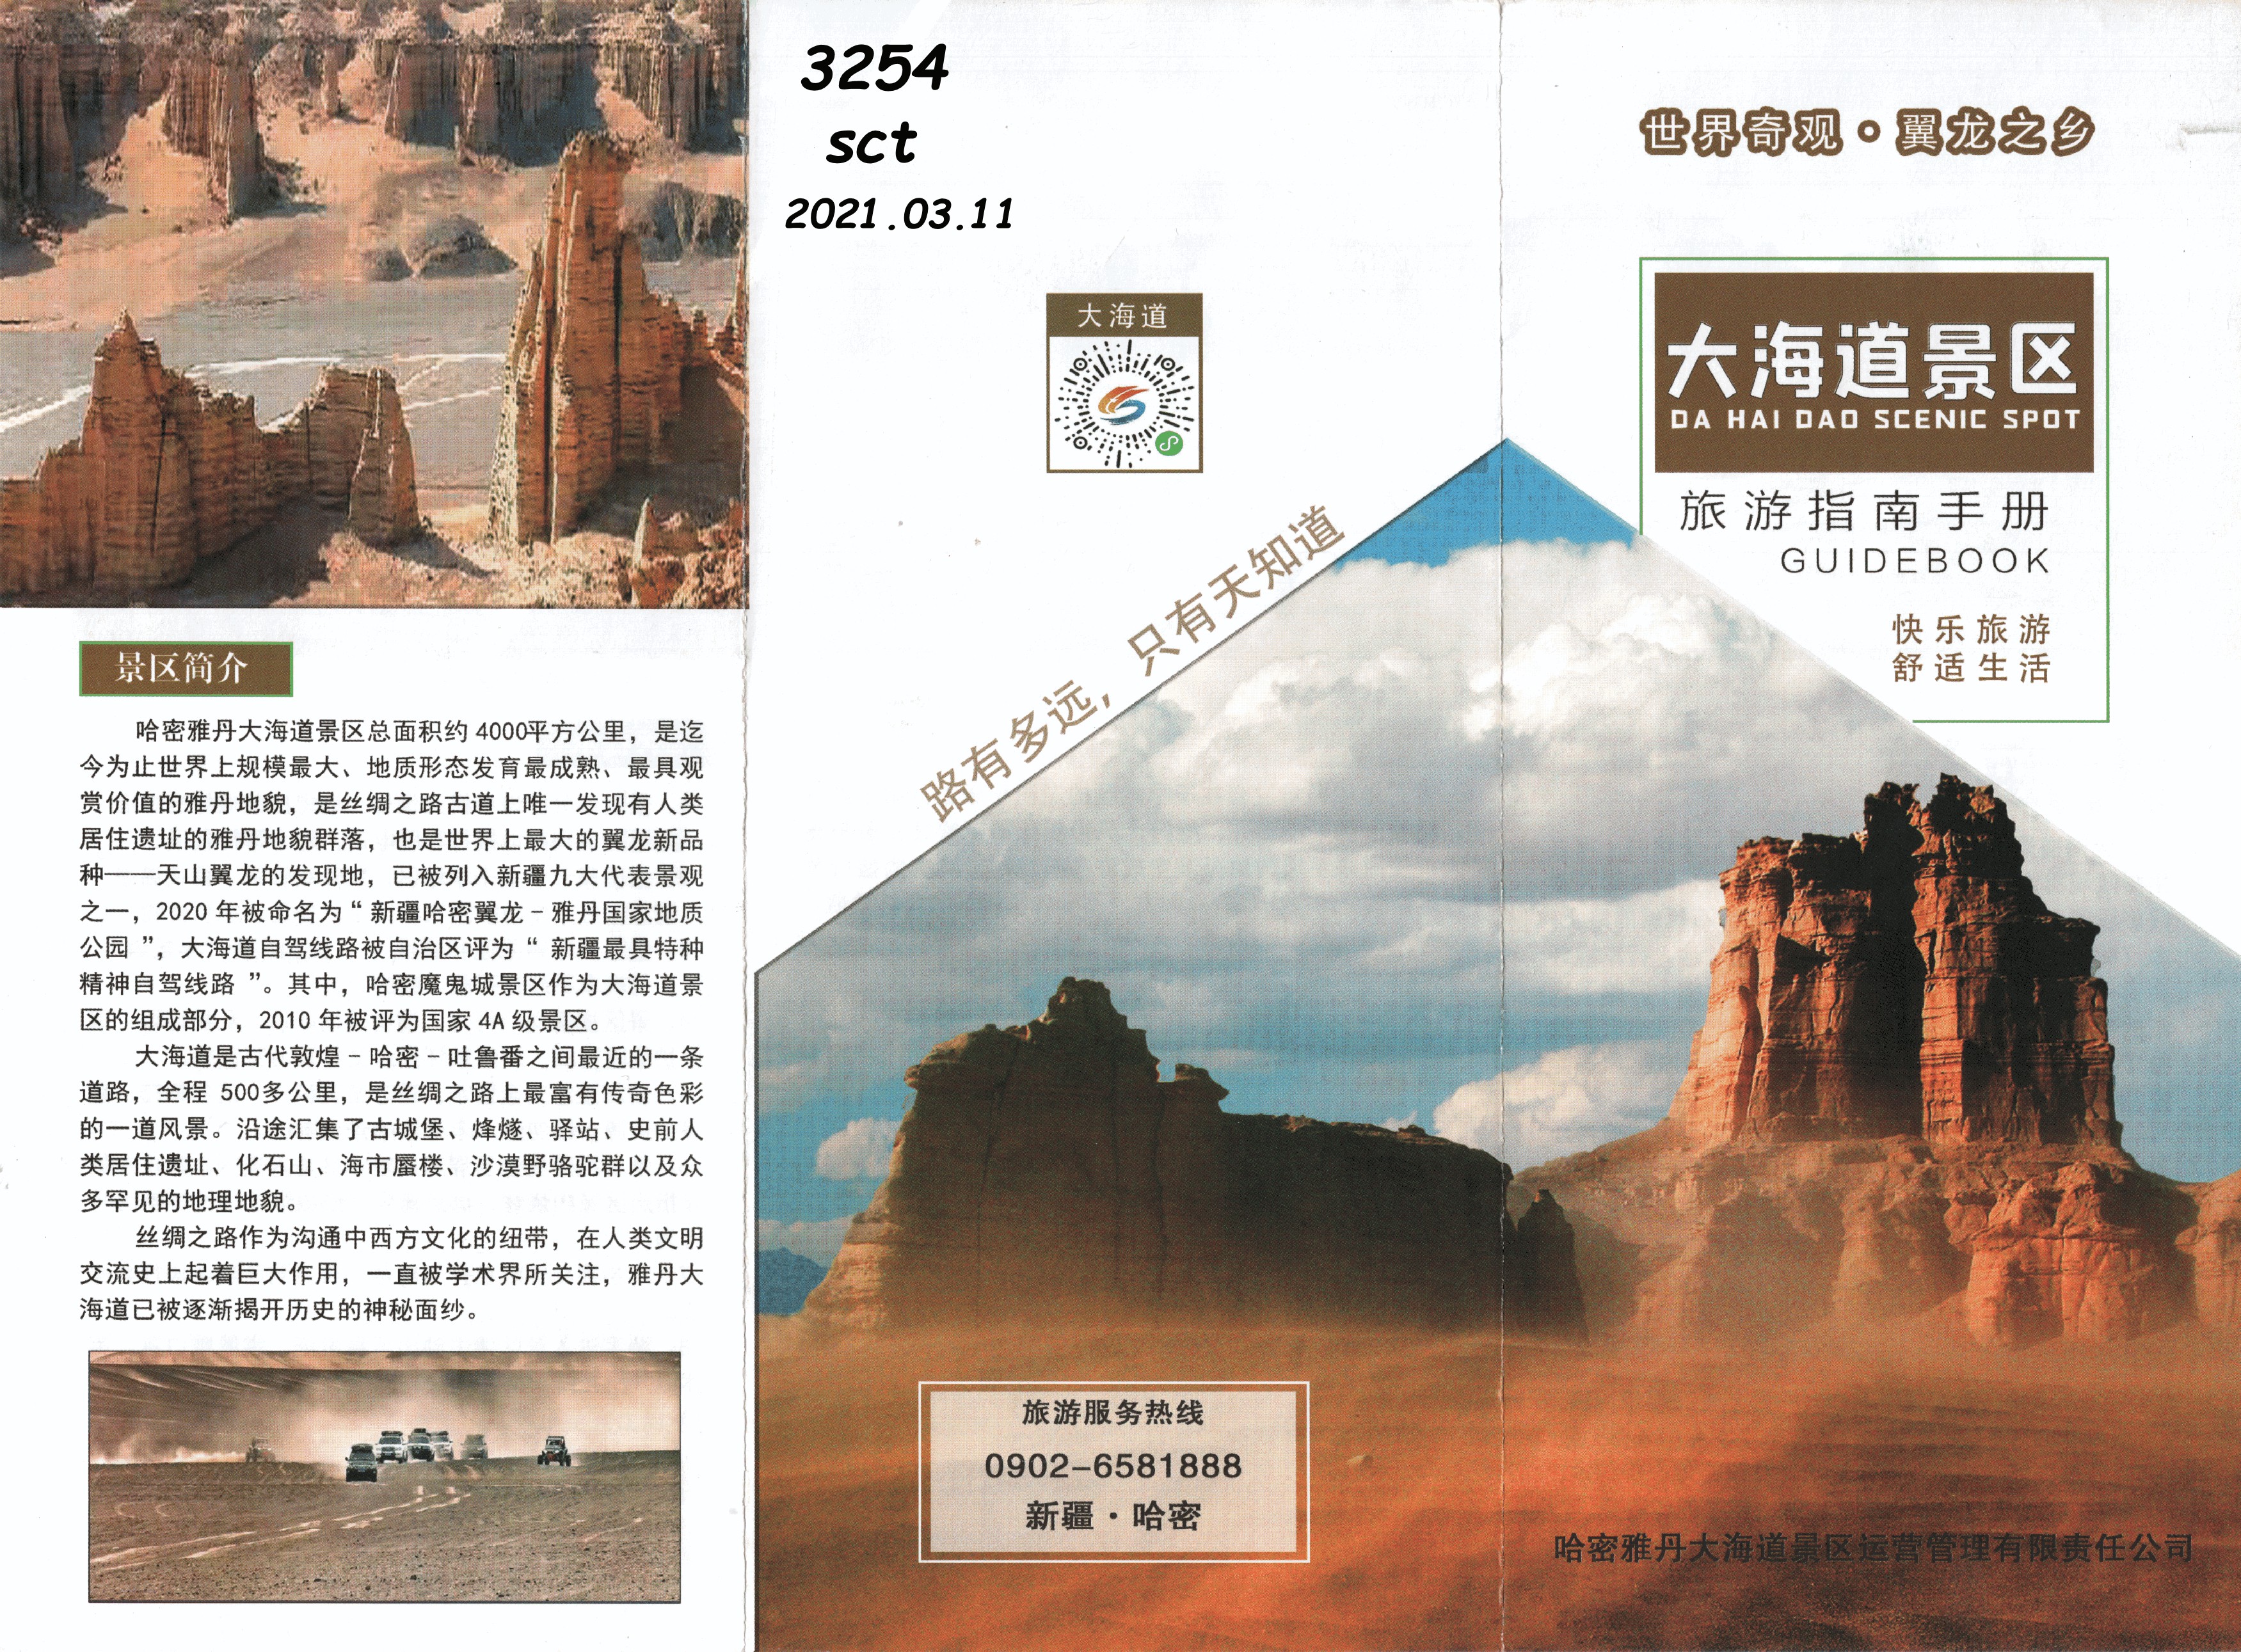 景区简介
哈密雅丹大海道景区总面积约 4000平方公里，是迄
今为止世界上规模最大、地质形态发育最成熟、最具观
赏价值的雅丹地貌，是丝绸之路古道上唯一发现有人类
居住遗址的雅丹地貌群落，也是世界上最大的翼龙新品
种——天山翼龙的发现地，已被列入新疆九大代表景观
之一，2020 年被命名为“ 新疆哈密翼龙－雅丹国家地质
公园 ”，大海道自驾线路被自治区评为“ 新疆最具特种
精神自驾线路 ”。其中，哈密魔鬼城景区作为大海道景
区的组成部分，2010 年被评为国家 4A 级景区。
大海道是古代敦煌－哈密－吐鲁番之间最近的一条
道路，全程 500多公里，是丝绸之路上最富有传奇色彩
的一道风景。沿途汇集了古城堡、烽燧、驿站、史前人
类居住遗址、化石山、海市蜃楼、沙漠野骆驼群以及众
多罕见的地理地貌。
丝绸之路作为沟通中西方文化的纽带，在人类文明
交流史上起着巨大作用，一直被学术界所关注，雅丹大
海道已被逐渐揭开历史的神秘面纱。
3254
sct
2021.03.11
大海道
路有多远，只有天知道
旅游服务热线
0902-6581888
新疆·哈密
世界奇观·翼龙之乡
大海道景区
DA HAI DAO SCENIC SPOT
旅游指南手册
GUIDEBOOK
快乐旅游
舒适生活
哈密雅丹大海道景区运营管理有限责任公司